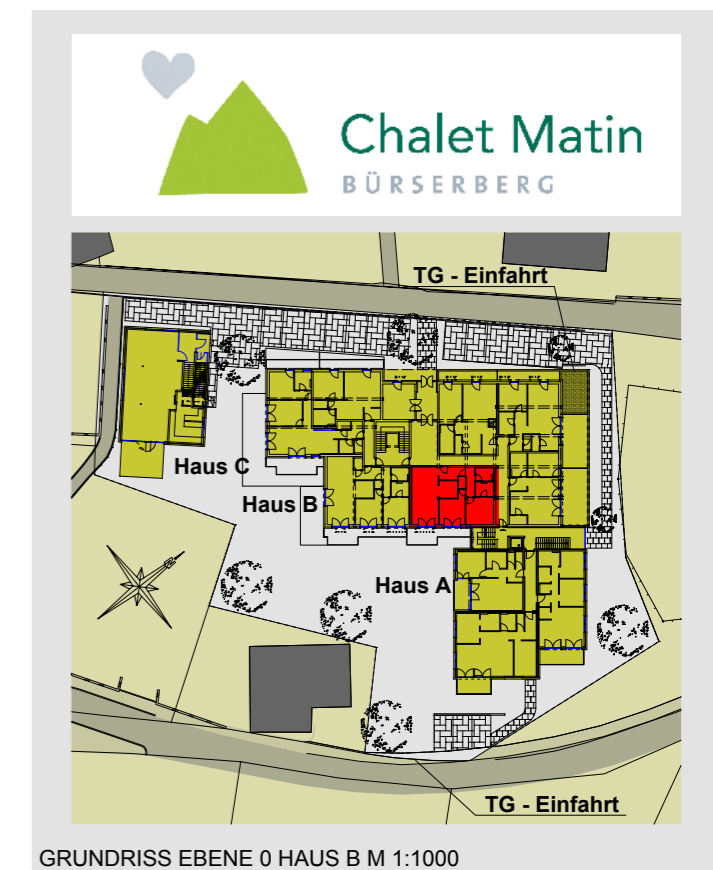 Chalet Matin
BÜRSERBERG
TG - Einfahrt
Haus C
Haus B
Haus A
TG - Einfahrt
GRUNDRISS EBENE 0 HAUS B M 1:1000